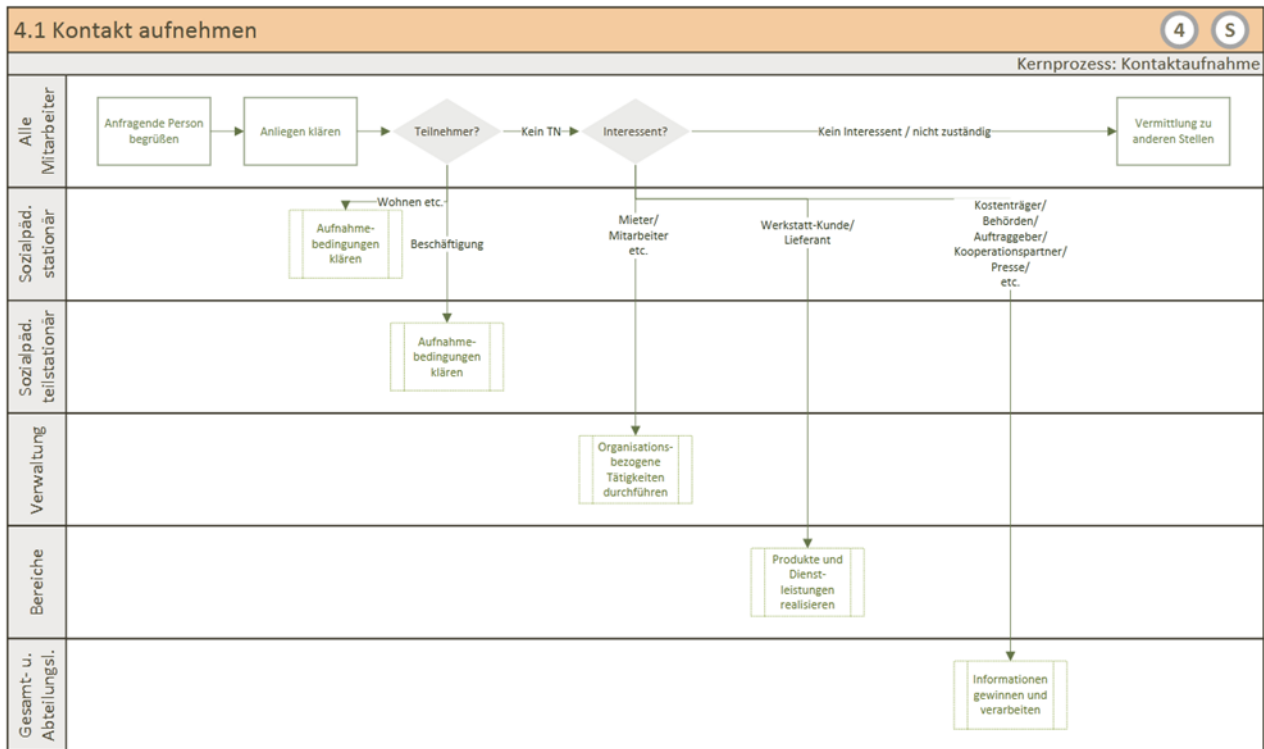 4.1 Kontakt aufnehmen
4
S
Kernprozess: Kontaktaufnahme
Alle
Mitarbeiter
Anfragende Person
begrüßen
Anliegen klären
Teilnehmer?
Kein TN
Interessent?
Kein Interessent / nicht zuständig
Vermittlung zu
anderen Stellen
Sozialpäd.
stationär
Wohnen etc.
Aufnahme-
bedingungen
klären
Beschäftigung
Mieter/
Mitarbeiter
etc.
Werkstatt-Kunde/
Lieferant
Kostenträger/
Behörden/
Auftraggeber/
Kooperationspartner/
Presse/
etc.
Sozialpäd.
teilstationär
Aufnahme-
bedingungen
klären
Verwaltung
Organisations-
bezogene
Tätigkeiten
durchführen
Bereiche
Produkte und
Dienst-
leistungen
realisieren
Gesamt- u.
Abteilungsl.
Informationen
gewinnen und
verarbeiten